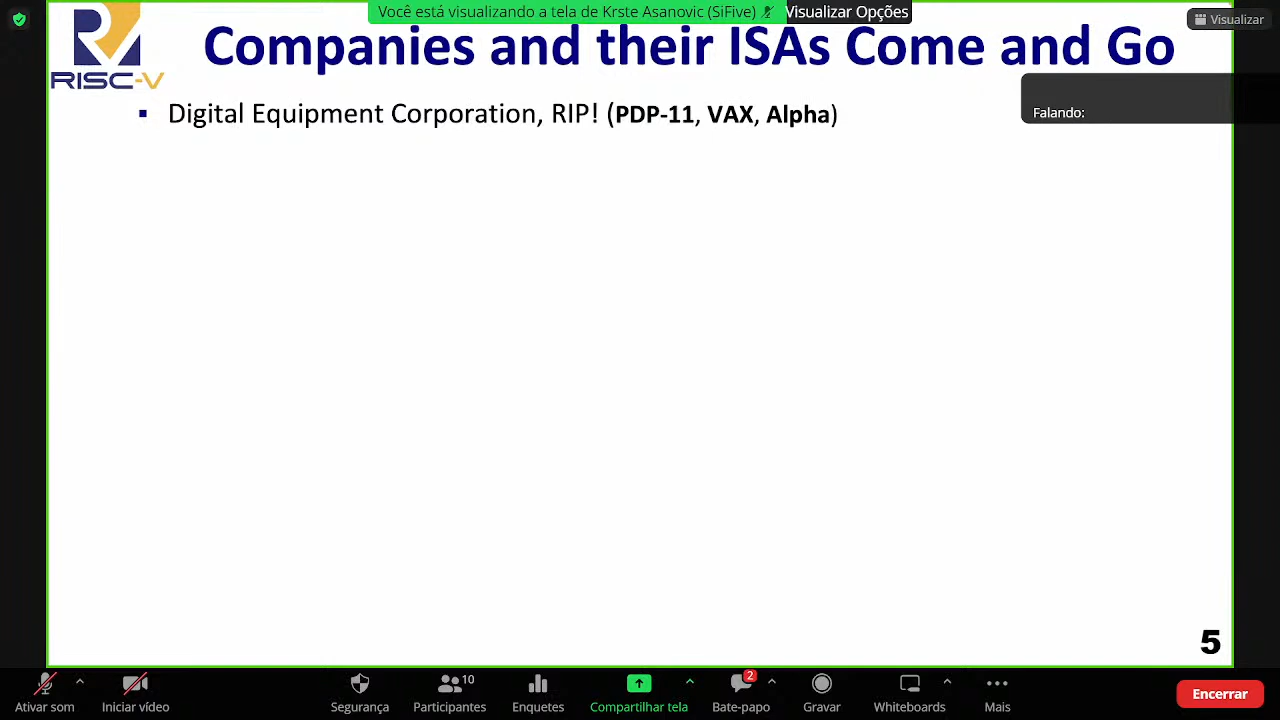 Você está visualizando a tela de Krste Asanovic (SiFive)
Visualizar Opções
Visualizar
RISC-V
Companies and their ISAs Come and Go
Falando:
▪ Digital Equipment Corporation, RIP! (PDP-11, VAX, Alpha)
5
Ativar som
Iniciar vídeo
Segurança
Participantes
10
Enquetes
Compartilhar tela
Bate-papo
2
Gravar
Whiteboards
Mais
Encerrar